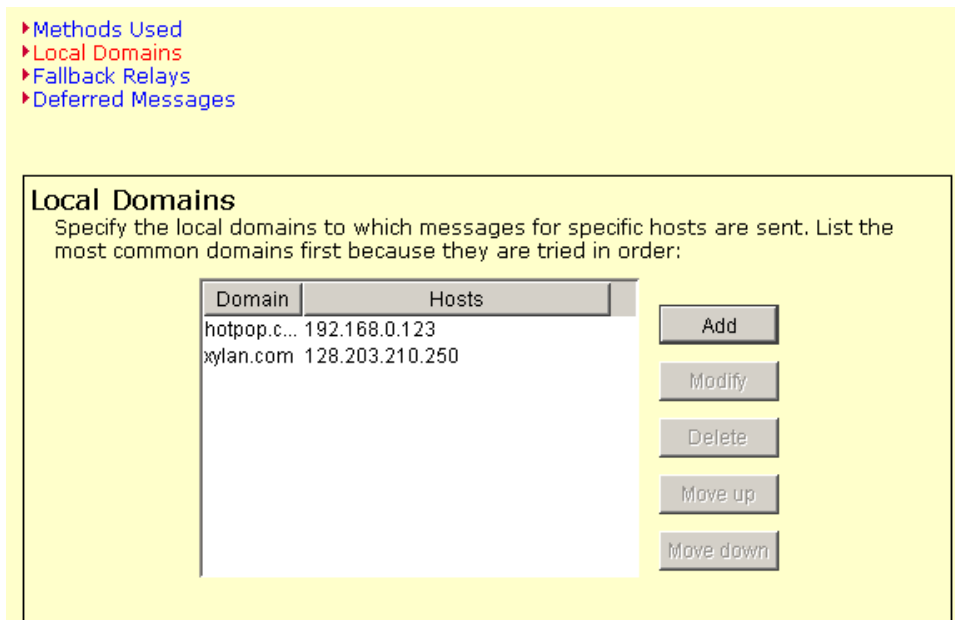 Methods Used
Local Domains
Fallback Relays
Deferred Messages
Local Domains
Specify the local domains to which messages for specific hosts are sent. List the
most common domains first because they are tried in order:
Domain Hosts
hotpop.c... 192.168.0.123
xylan.com 128.203.210.250
Add
Modify
Delete
Move up
Move down